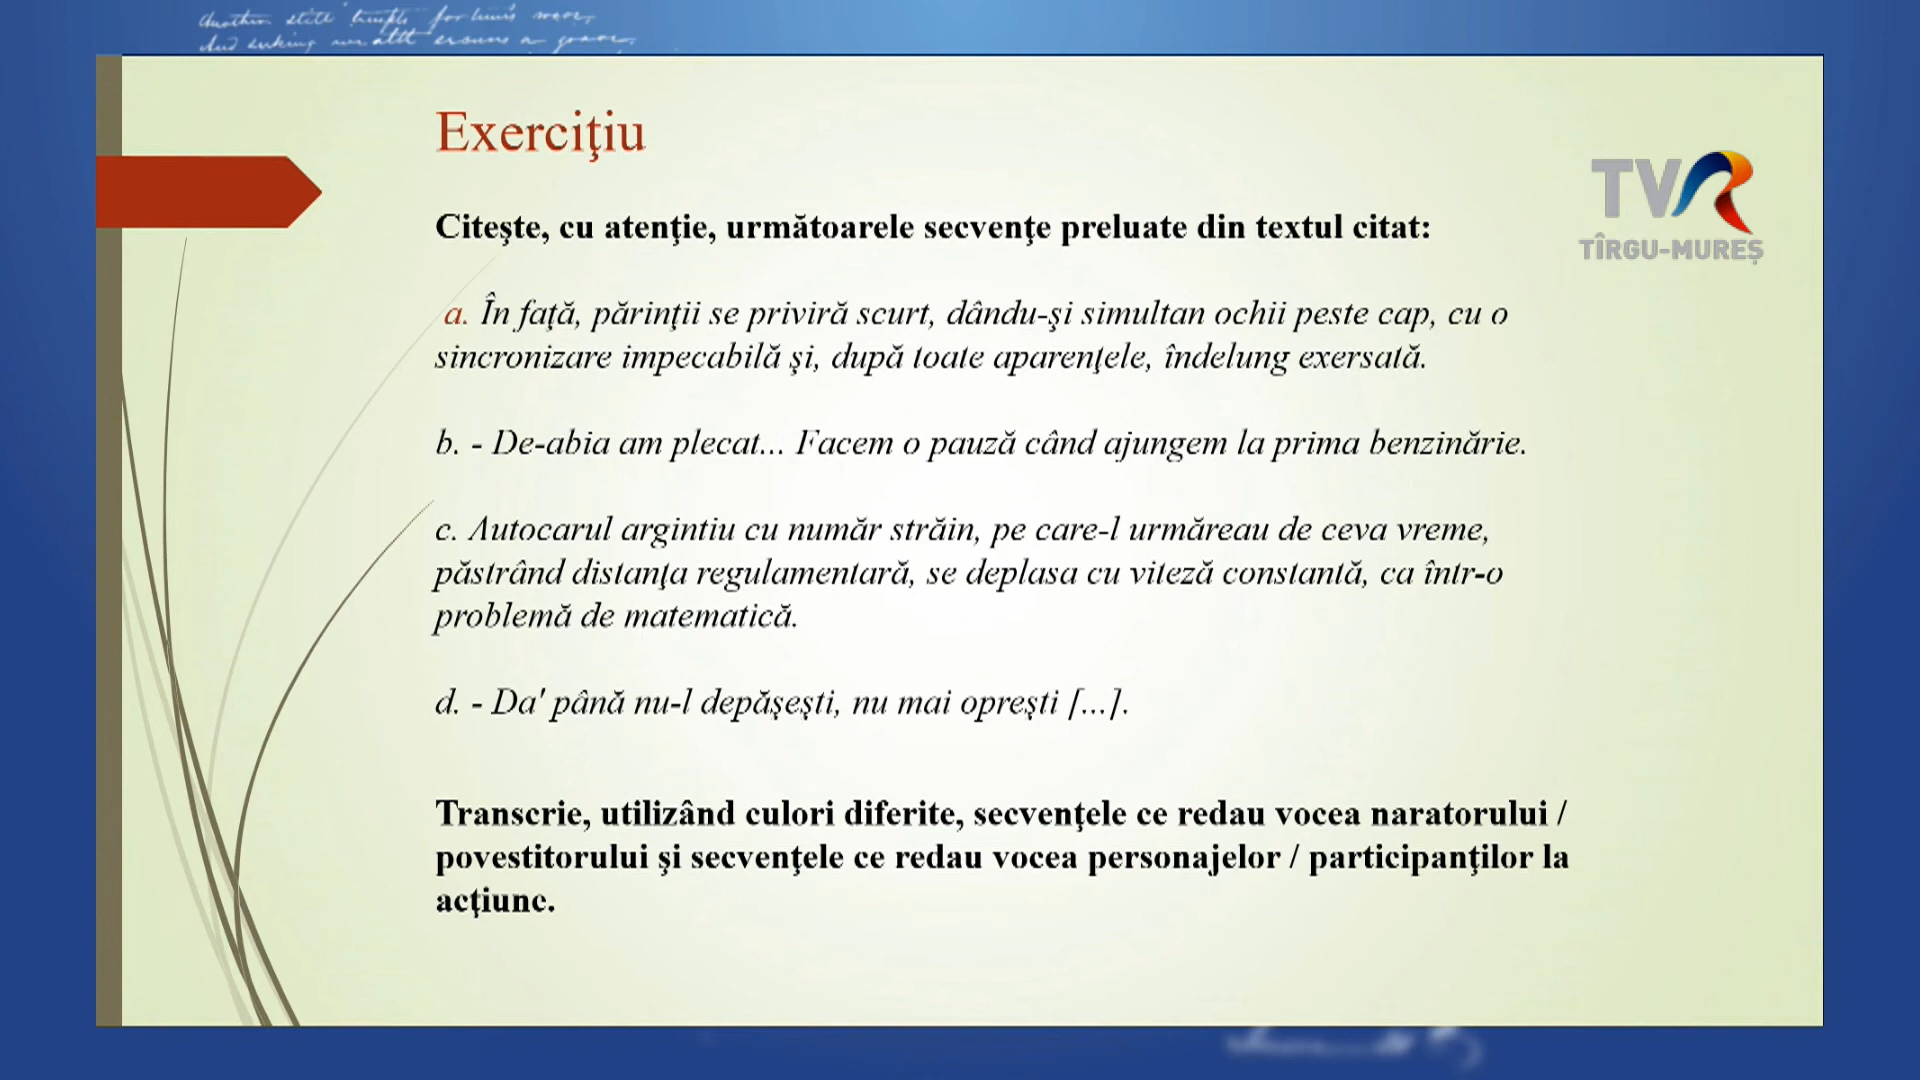 Another still
Exerciţiu
TVR
TÎRGU-MUREȘ
Citeşte, cu atenţie, următoarele secvenţe preluate din textul citat:
a. În faţă, părinţii se priviră scurt, dându-şi simultan ochii peste cap, cu o
sincronizare impecabilă şi, după toate aparenţele, îndelung exersată.
b. - De-abia am plecat... Facem o pauză când ajungem la prima benzinărie.
c. Autocarul argintiu cu număr străin, pe care-l urmăreau de ceva vreme,
păstrând distanţa regulamentară, se deplasa cu viteză constantă, ca într-o
problemă de matematică.
d. - Da' până nu-l depăşeşti, nu mai opreşti [...].
Transcrie, utilizând culori diferite, secvenţele ce redau vocea naratorului /
povestitorului şi secvenţele ce redau vocea personajelor / participanţilor la
acţiune.